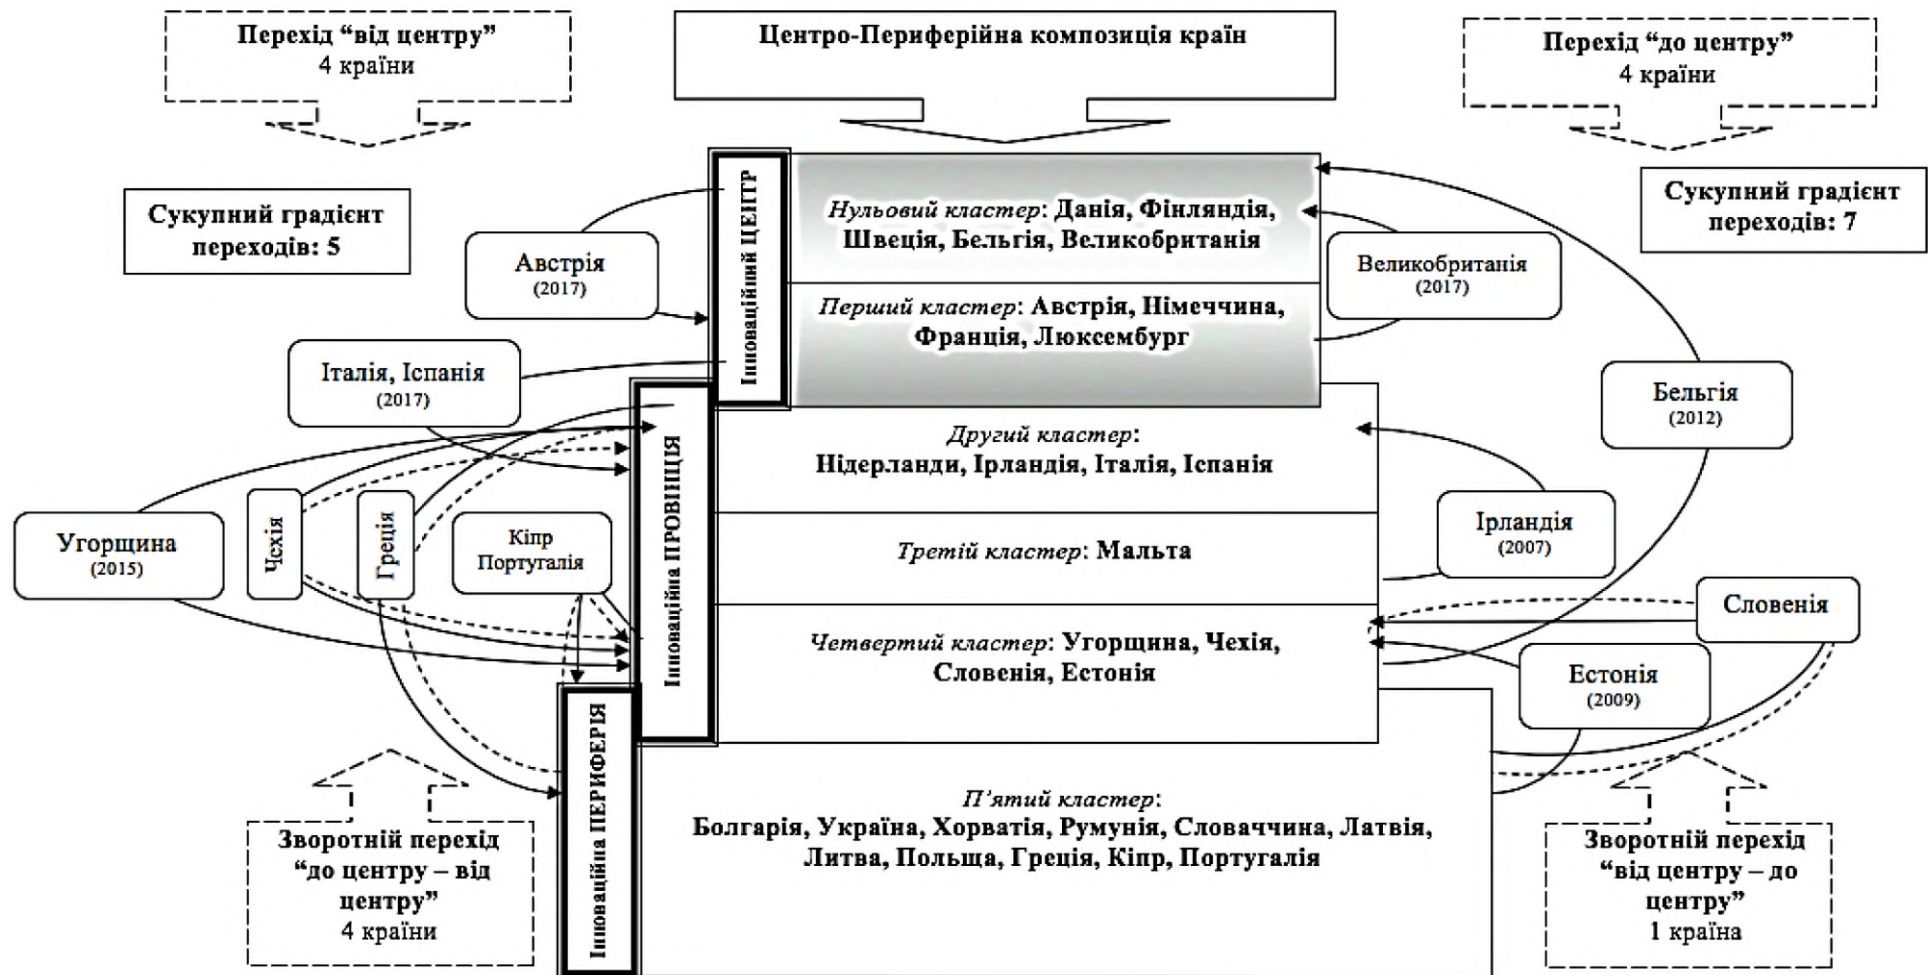 Перехід “від центру”
4 країни
Центро-Периферійна композиція країн
Перехід “до центру”
4 країни
Сукупний градієнт
переходів: 5
Сукупний градієнт
переходів: 7
Інноваційний ЦЕНТР
Нульовий кластер: Данія, Фінляндія,
Швеція, Бельгія, Великобританія
Перший кластер: Австрія, Німеччина,
Франція, Люксембург
Австрія
(2017)
Великобританія
(2017)
Італія, Іспанія
(2017)
Бельгія
(2012)
Інноваційна ПРОВІНЦІЯ
Другий кластер:
Нідерланди, Ірландія, Італія, Іспанія
Третій кластер: Мальта
Четвертий кластер: Угорщина, Чехія,
Словенія, Естонія
Угорщина
(2015)
Чехія
Греція
Кіпр
Португалія
Ірландія
(2007)
Словенія
Естонія
(2009)
Інноваційна ПЕРИФЕРІЯ
П’ятий кластер:
Болгарія, Україна, Хорватія, Румунія, Словаччина, Латвія,
Литва, Польща, Греція, Кіпр, Португалія
Зворотній перехід
“до центру – від
центру”
4 країни
Зворотній перехід
“від центру – до
центру”
1 країна